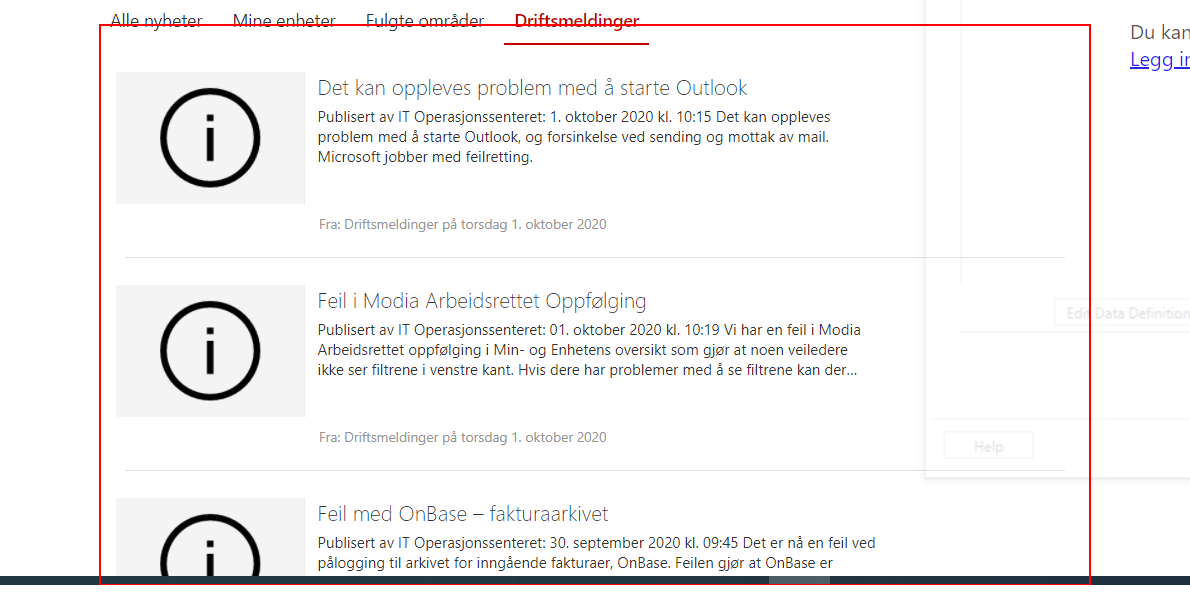 Alle nyheter Mine enheter Fulgte områder Driftsmeldinger
Du kan
Legg in
Det kan oppleves problem med å starte Outlook
Publisert av IT Operasjonssenteret: 1. oktober 2020 kl. 10:15 Det kan oppleves
problem med å starte Outlook, og forsinkelse ved sending og mottak av mail.
Microsoft jobber med feilretting.
Fra: Driftsmeldinger på torsdag 1. oktober 2020
Feil i Modia Arbeidsrettet Oppfølging
Publisert av IT Operasjonssenteret: 01. oktober 2020 kl. 10:19 Vi har en feil i Modia
Arbeidsrettet oppfølging i Min- og Enhetens oversikt som gjør at noen veiledere
ikke ser filtrene i venstre kant. Hvis dere har problemer med å se filtrene kan der...
Fra: Driftsmeldinger på torsdag 1. oktober 2020
Edit Data Definition
Help
Feil med OnBase – fakturaarkivet
Publisert av IT Operasjonssenteret: 30. september 2020 kl. 09:45 Det er nå en feil ved
pålogging til arkivet for inngående fakturaer, OnBase. Feilen gjør at OnBase er